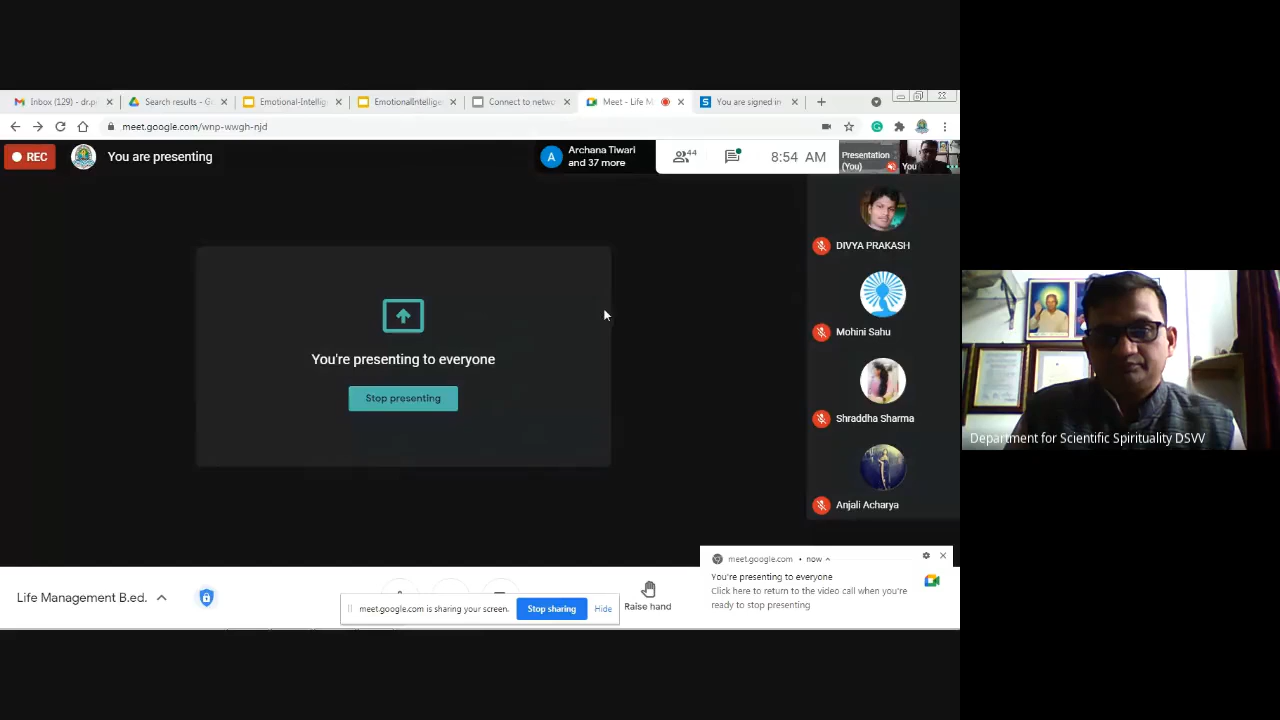 Inbox (129) - dr.p
Search results - G
Emotional-Intellig
EmotionalIntellige
Connect to netwo
Meet - Life M
You are signed in
meet.google.com/wnp-wwgh-njd
REC
You are presenting
A
Archana Tiwari
and 37 more
44
8:54 AM
Presentation
(You)
You
DIVYA PRAKASH
Mohini Sahu
Shraddha Sharma
Anjali Acharya
You're presenting to everyone
Stop presenting
Department for Scientific Spirituality DSVV
meet.google.com • now
You're presenting to everyone
Click here to return to the video call when you're
ready to stop presenting
Life Management B.ed.
meet.google.com is sharing your screen.
Stop sharing
Hide
Raise hand